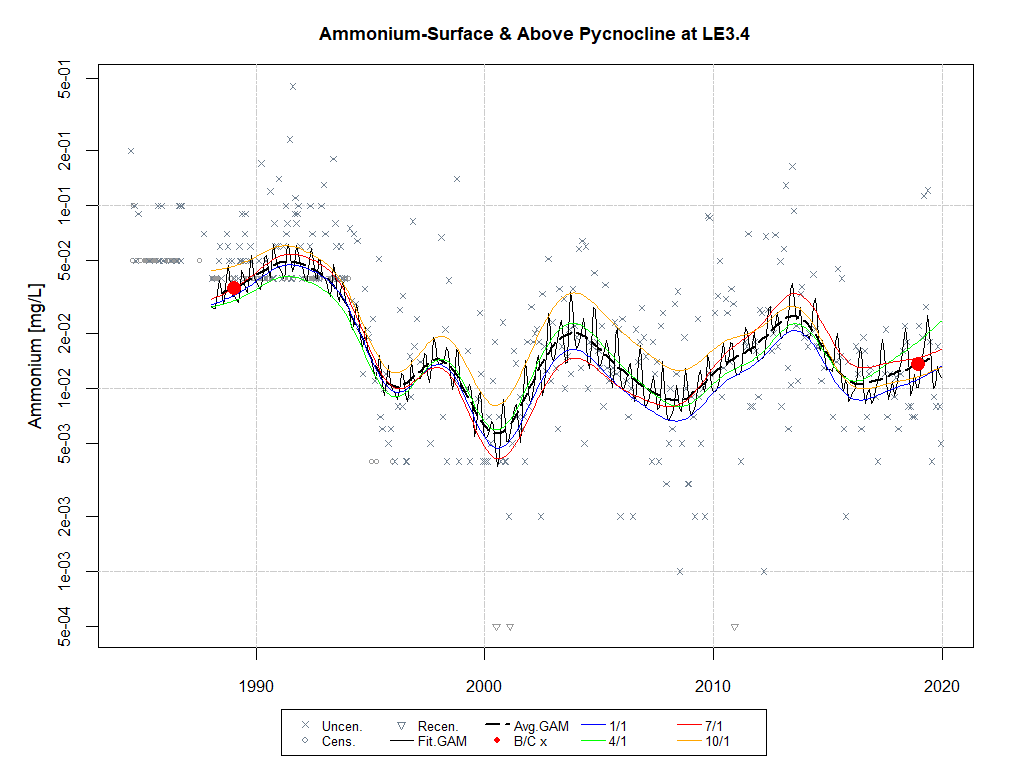 Ammonium-Surface & Above Pycnocline at LE3.4
Ammonium [mg/L]
5e-01
2e-01
1e-01
5e-02
2e-02
1e-02
5e-03
2e-03
1e-03
5e-04
1990 2000 2010 2020
Uncen. Recen. Avg.GAM 1/1 7/1
Cens. Fit.GAM B/C x 4/1 10/1